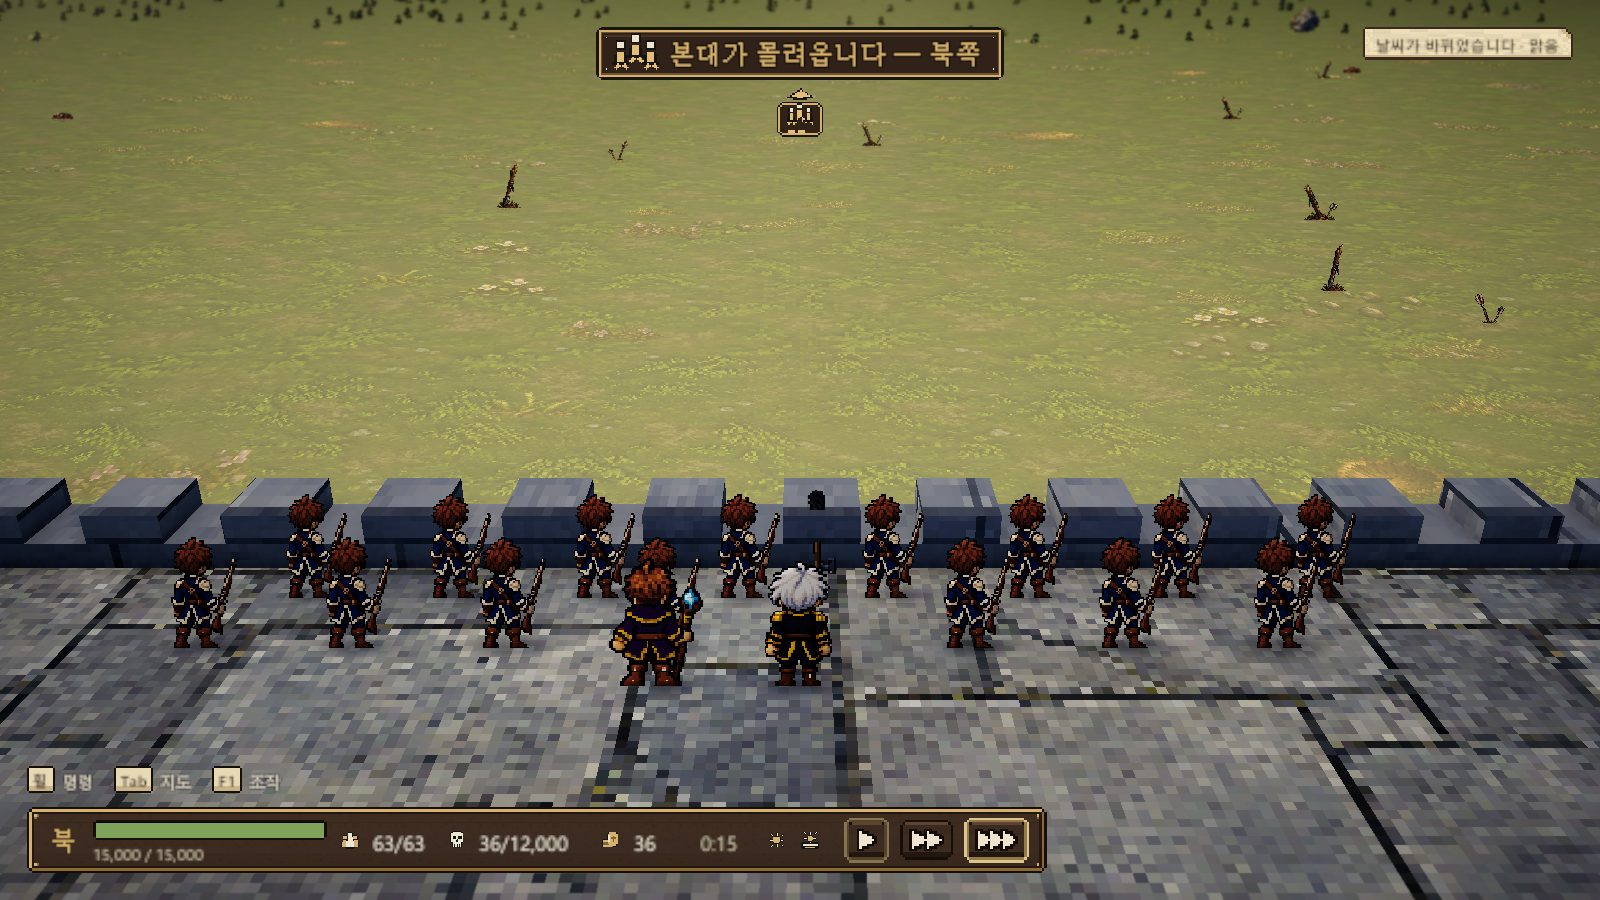 본대가 몰려옵니다 — 북쪽
날씨가 바뀌었습니다 · 맑음
휠 명령 Tab 지도 F1 조작
북 15,000 / 15,000 63/63 36/12,000 36 0:15